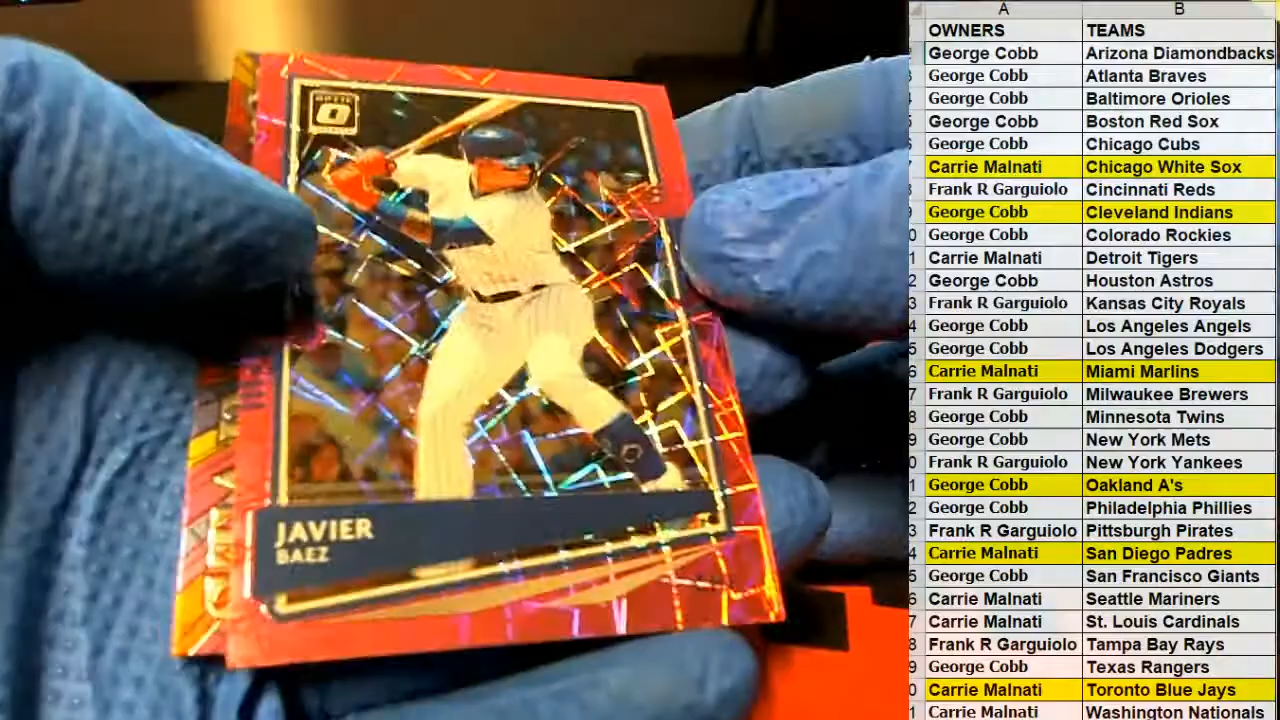 OPTIC
JAVIER
BAEZ
A B
OWNERS TEAMS
George Cobb Arizona Diamondbacks
George Cobb Atlanta Braves
George Cobb Baltimore Orioles
George Cobb Boston Red Sox
George Cobb Chicago Cubs
Carrie Malnati Chicago White Sox
Frank R Garguiolo Cincinnati Reds
George Cobb Cleveland Indians
George Cobb Colorado Rockies
Carrie Malnati Detroit Tigers
George Cobb Houston Astros
Frank R Garguiolo Kansas City Royals
George Cobb Los Angeles Angels
George Cobb Los Angeles Dodgers
Carrie Malnati Miami Marlins
Frank R Garguiolo Milwaukee Brewers
George Cobb Minnesota Twins
George Cobb New York Mets
Frank R Garguiolo New York Yankees
George Cobb Oakland A's
George Cobb Philadelphia Phillies
Frank R Garguiolo Pittsburgh Pirates
Carrie Malnati San Diego Padres
George Cobb San Francisco Giants
Carrie Malnati Seattle Mariners
Carrie Malnati St. Louis Cardinals
Frank R Garguiolo Tampa Bay Rays
George Cobb Texas Rangers
Carrie Malnati Toronto Blue Jays
Carrie Malnati Washington Nationals